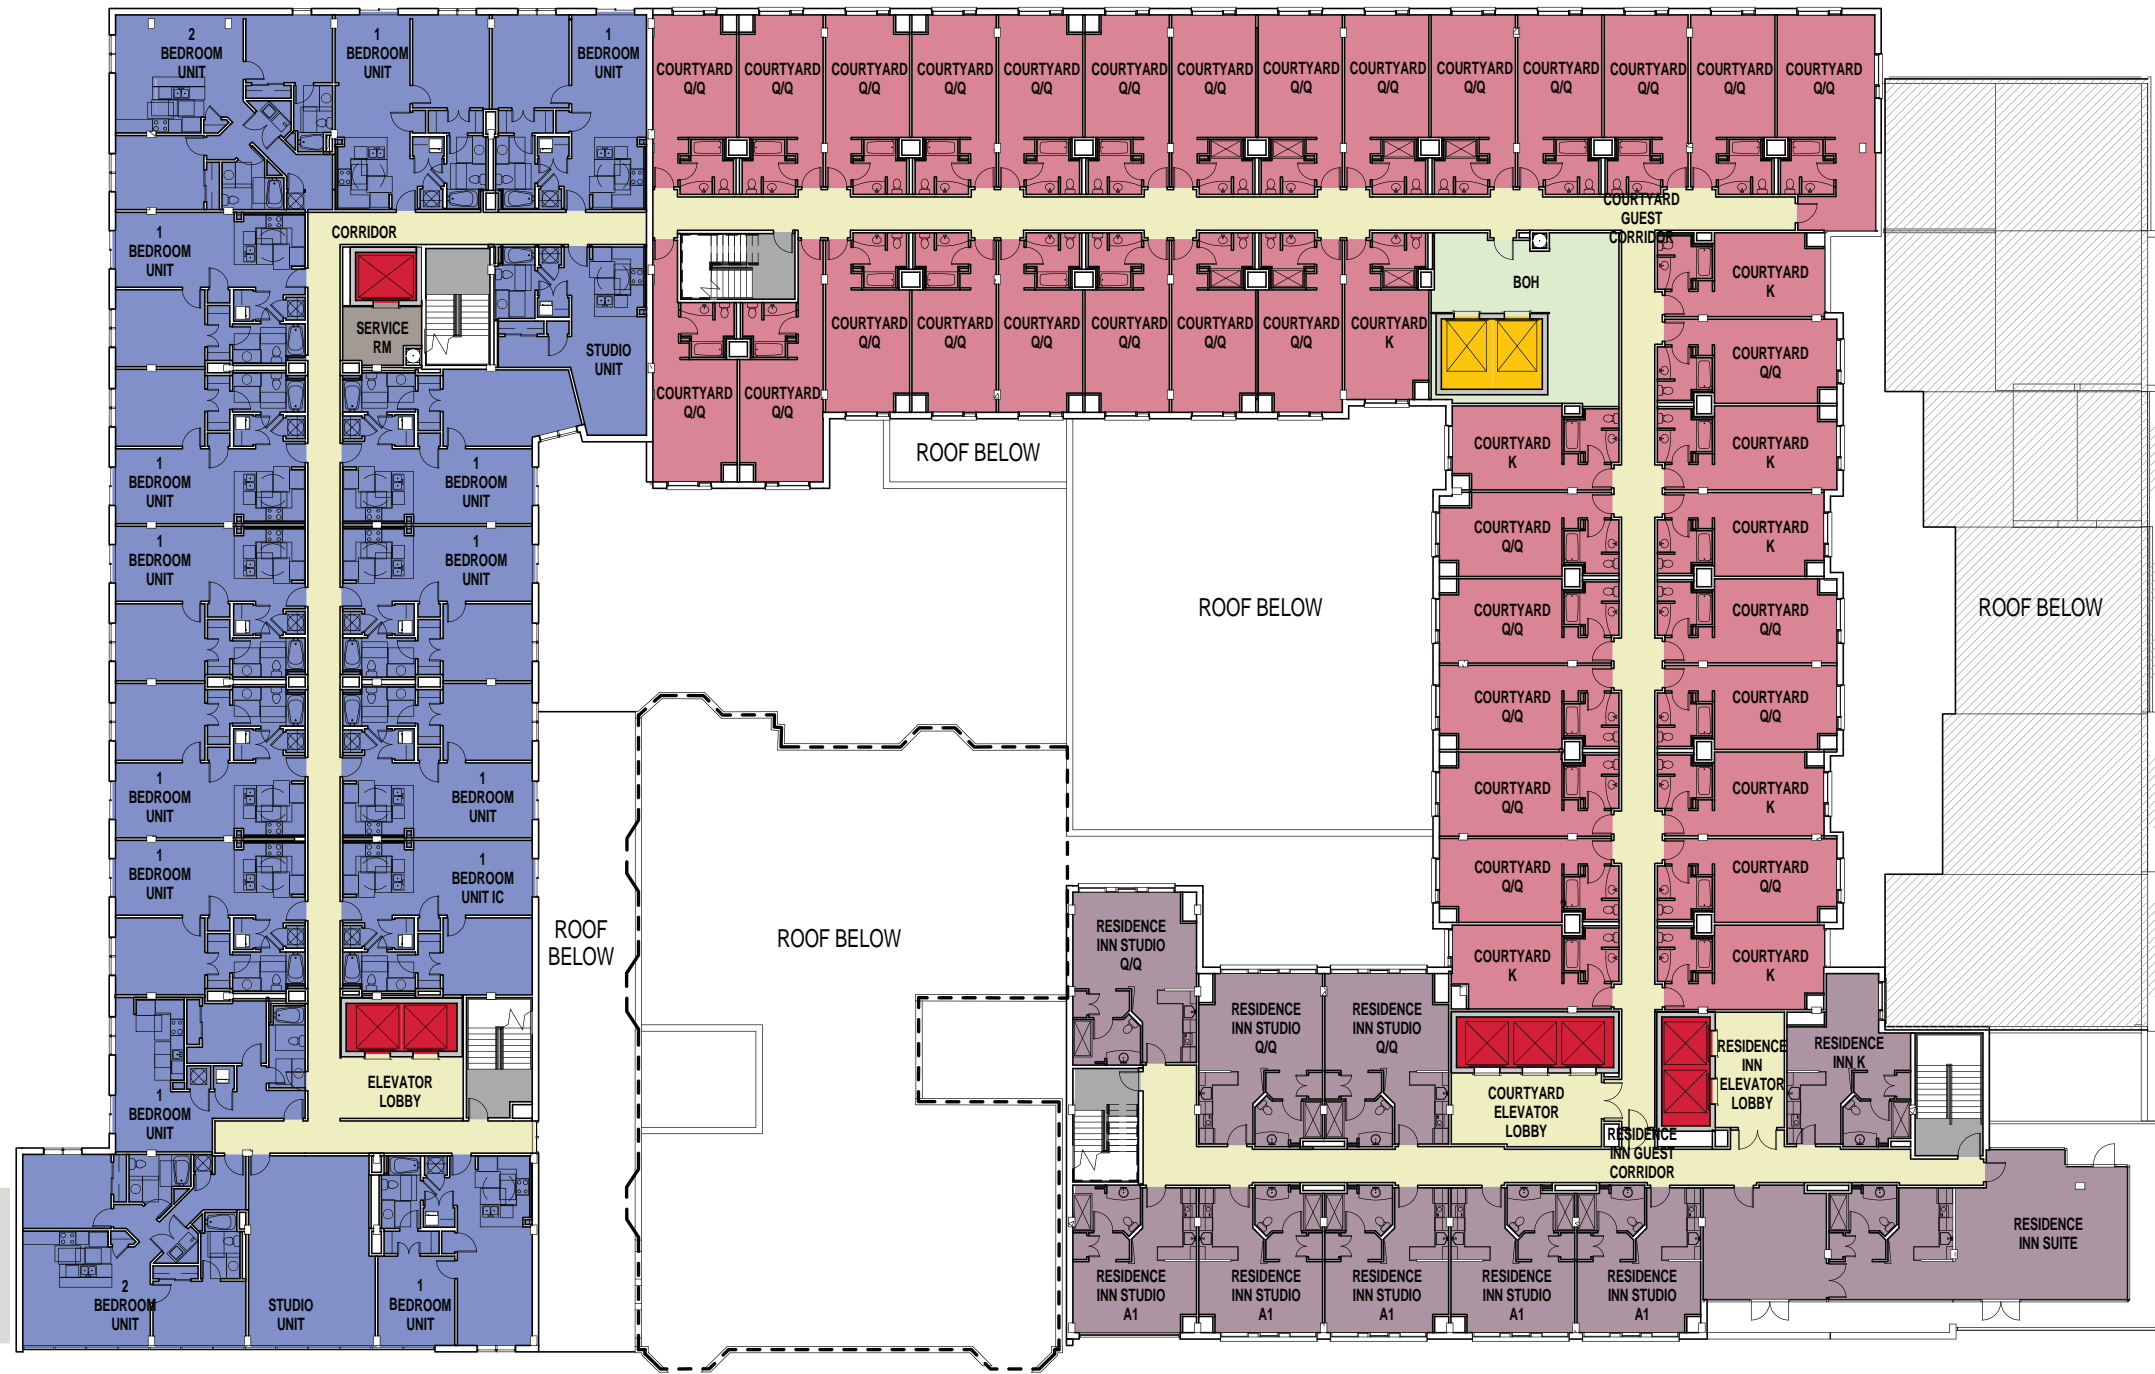 2
BEDROOM
UNIT
1
BEDROOM
UNIT
1
BEDROOM
UNIT
COURTYARD
Q/Q
COURTYARD
Q/Q
COURTYARD
Q/Q
COURTYARD
Q/Q
COURTYARD
Q/Q
COURTYARD
Q/Q
COURTYARD
Q/Q
COURTYARD
Q/Q
COURTYARD
Q/Q
COURTYARD
Q/Q
COURTYARD
Q/Q
COURTYARD
Q/Q
COURTYARD
Q/Q
COURTYARD
Q/Q
COURTYARD
GUEST
CORRIDOR
CORRIDOR
1
BEDROOM
UNIT
SERVICE
RM
STUDIO
UNIT
COURTYARD
Q/Q
COURTYARD
Q/Q
COURTYARD
Q/Q
COURTYARD
Q/Q
COURTYARD
Q/Q
COURTYARD
Q/Q
COURTYARD
Q/Q
COURTYARD
Q/Q
COURTYARD
K
BOH
COURTYARD
K
COURTYARD
Q/Q
ROOF BELOW
COURTYARD
K
COURTYARD
K
1
BEDROOM
UNIT
1
BEDROOM
UNIT
COURTYARD
Q/Q
COURTYARD
K
1
BEDROOM
UNIT
1
BEDROOM
UNIT
ROOF BELOW
COURTYARD
Q/Q
COURTYARD
Q/Q
ROOF BELOW
COURTYARD
Q/Q
COURTYARD
Q/Q
1
BEDROOM
UNIT
1
BEDROOM
UNIT
COURTYARD
Q/Q
COURTYARD
K
1
BEDROOM
UNIT
1
BEDROOM
UNIT IC
COURTYARD
Q/Q
COURTYARD
Q/Q
ROOF
BELOW
ROOF BELOW
RESIDENCE
INN STUDIO
Q/Q
COURTYARD
K
COURTYARD
K
RESIDENCE
INN STUDIO
Q/Q
RESIDENCE
INN STUDIO
Q/Q
RESIDENCE
INN
ELEVATOR
LOBBY
RESIDENCE
INN K
ELEVATOR
LOBBY
COURTYARD
ELEVATOR
LOBBY
1
BEDROOM
UNIT
RESIDENCE
INN GUEST
CORRIDOR
RESIDENCE
INN SUITE
2
BEDROOM
UNIT
STUDIO
UNIT
1
BEDROOM
UNIT
RESIDENCE
INN STUDIO
A1
RESIDENCE
INN STUDIO
A1
RESIDENCE
INN STUDIO
A1
RESIDENCE
INN STUDIO
A1
RESIDENCE
INN STUDIO
A1